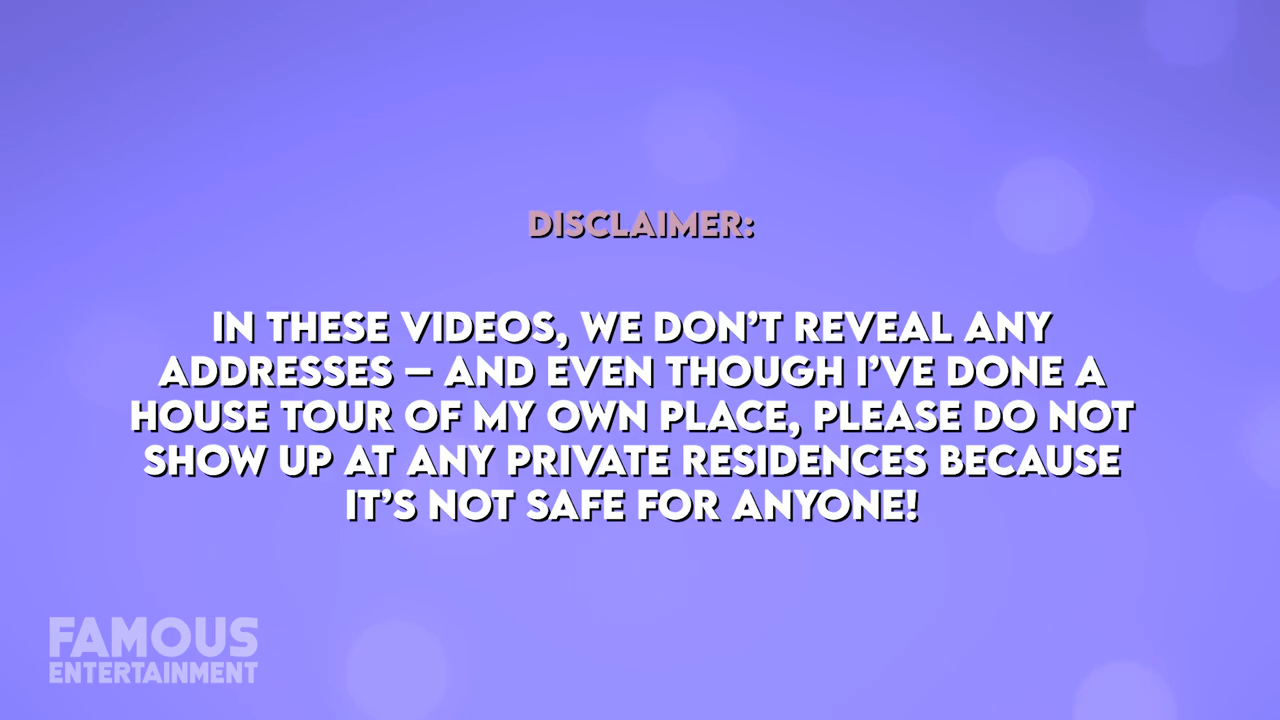 DISCLAIMER:
IN THESE VIDEOS, WE DON'T REVEAL ANY
ADDRESSES – AND EVEN THOUGH I'VE DONE A
HOUSE TOUR OF MY OWN PLACE, PLEASE DO NOT
SHOW UP AT ANY PRIVATE RESIDENCES BECAUSE
IT'S NOT SAFE FOR ANYONE!
FAMOUS
ENTERTAINMENT